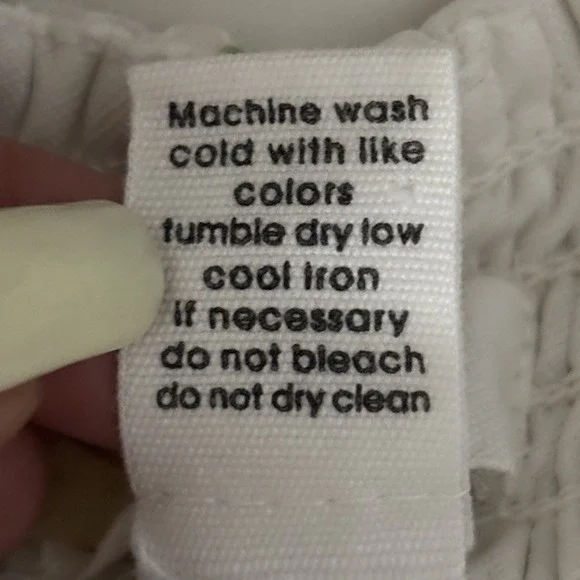 Machine wash
cold with like
colors
tumble dry low
cool iron
if necessary
do not bleach
do not dry clean